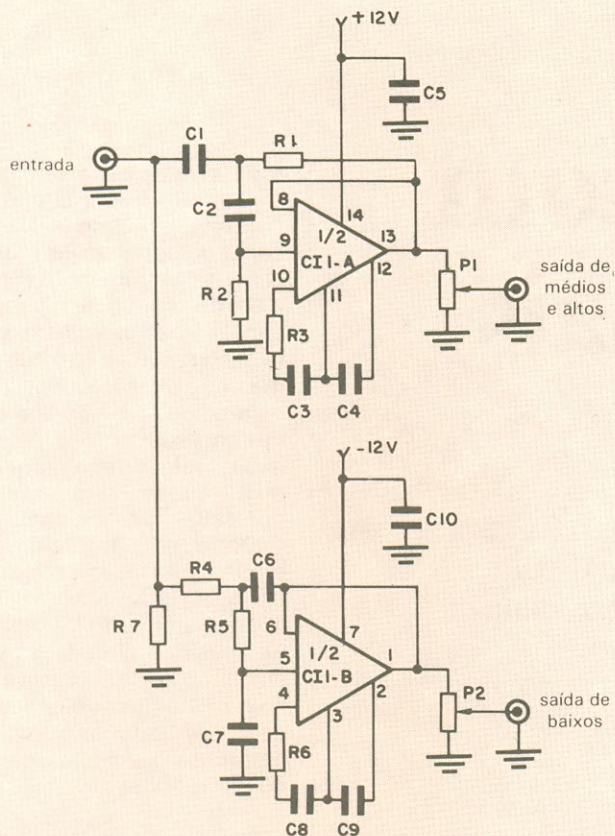 +12V
C5
C1
R1
entrada
C2
8
14
9
1/2
13
CI1-A
12
10
11
R2
R3
P1
saída de
médios
e altos
C3
C4
-12V
C10
R4
C6
R7
R5
6
7
5
1/2
1
CI1-B
2
4
3
C7
R6
P2
saída de
baixos
C8
C9